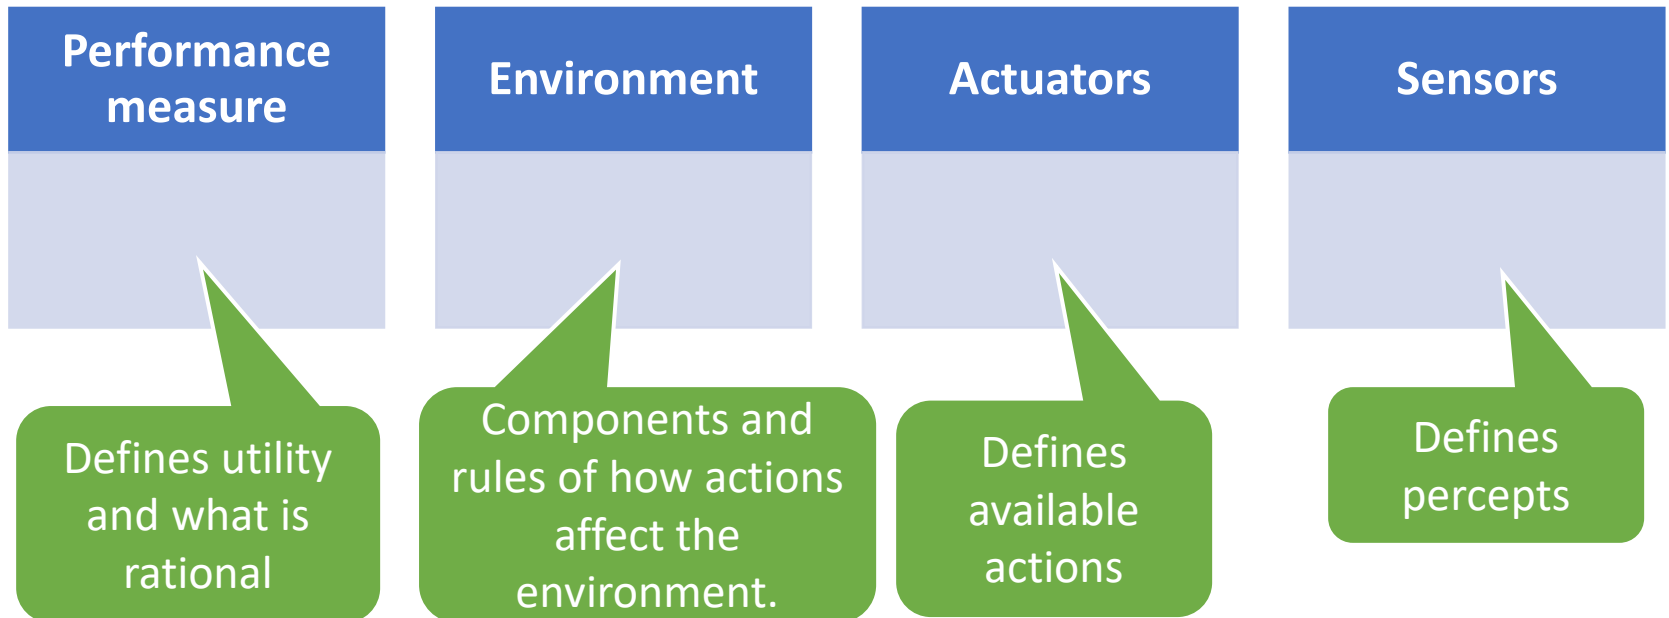 Performance
measure
Environment
Actuators
Sensors
Defines utility
and what is
rational
Components and
rules of how actions
affect the
environment.
Defines
available
actions
Defines
percepts